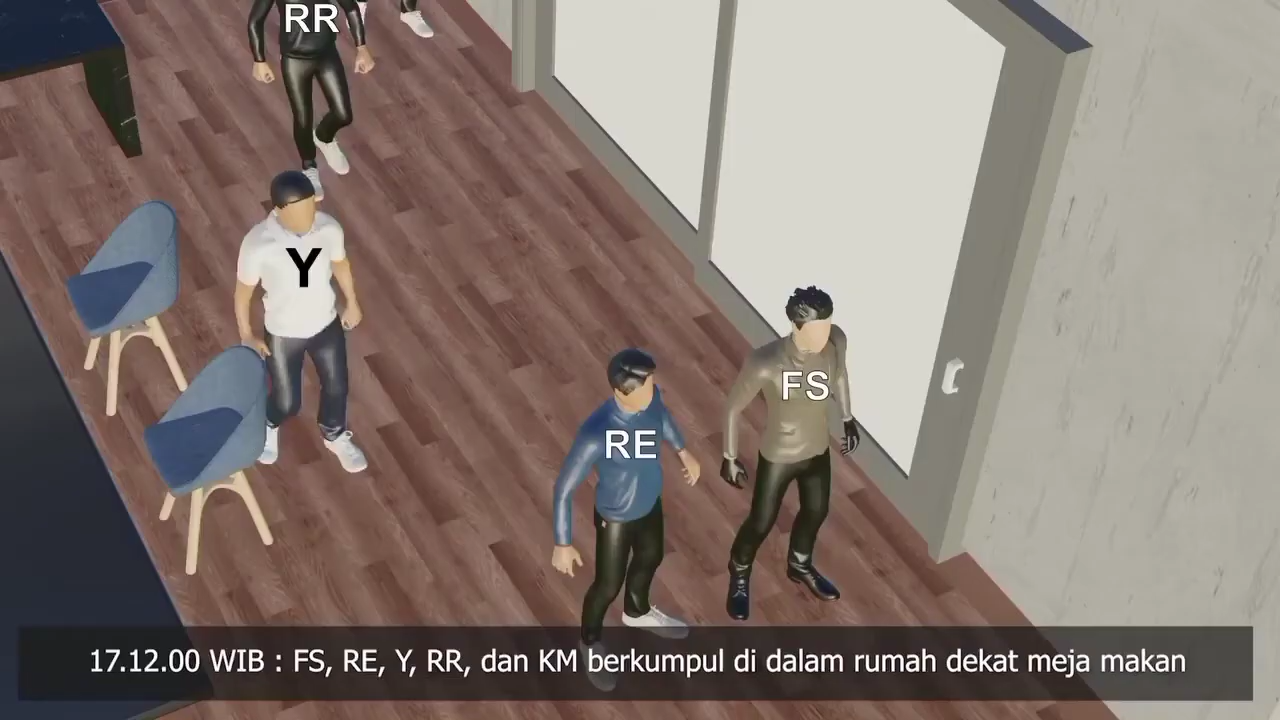 RR
Y
FS
RE
17.12.00 WIB : FS, RE, Y, RR, dan KM berkumpul di dalam rumah dekat meja makan